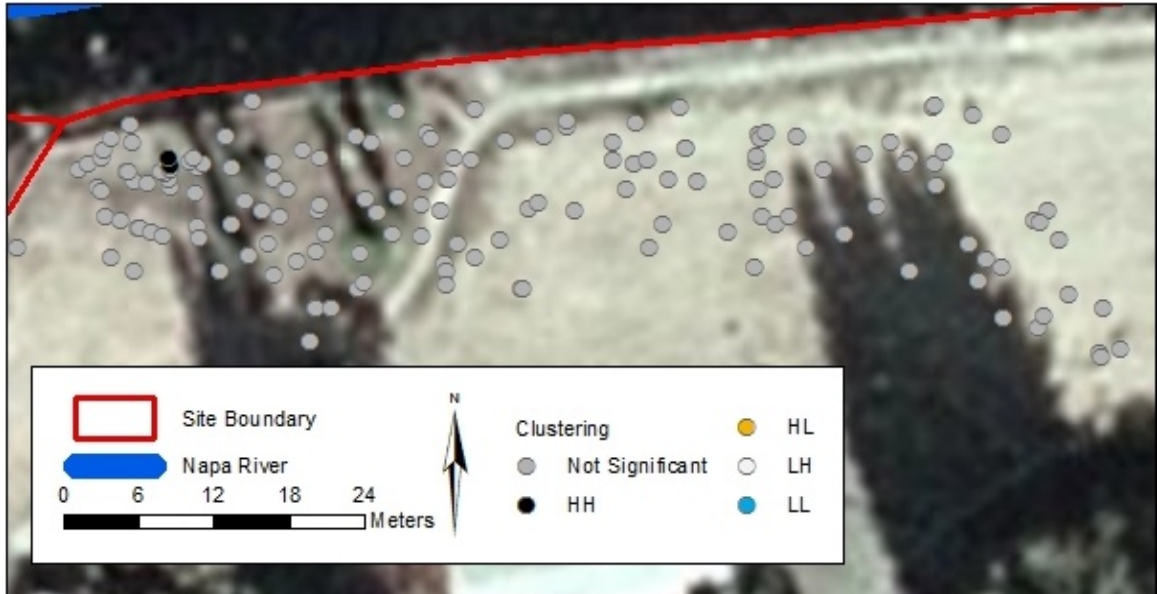 Site Boundary
Napa River
0 6 12 18 24
Meters
N
Clustering
Not Significant
HH
HL
LH
LL